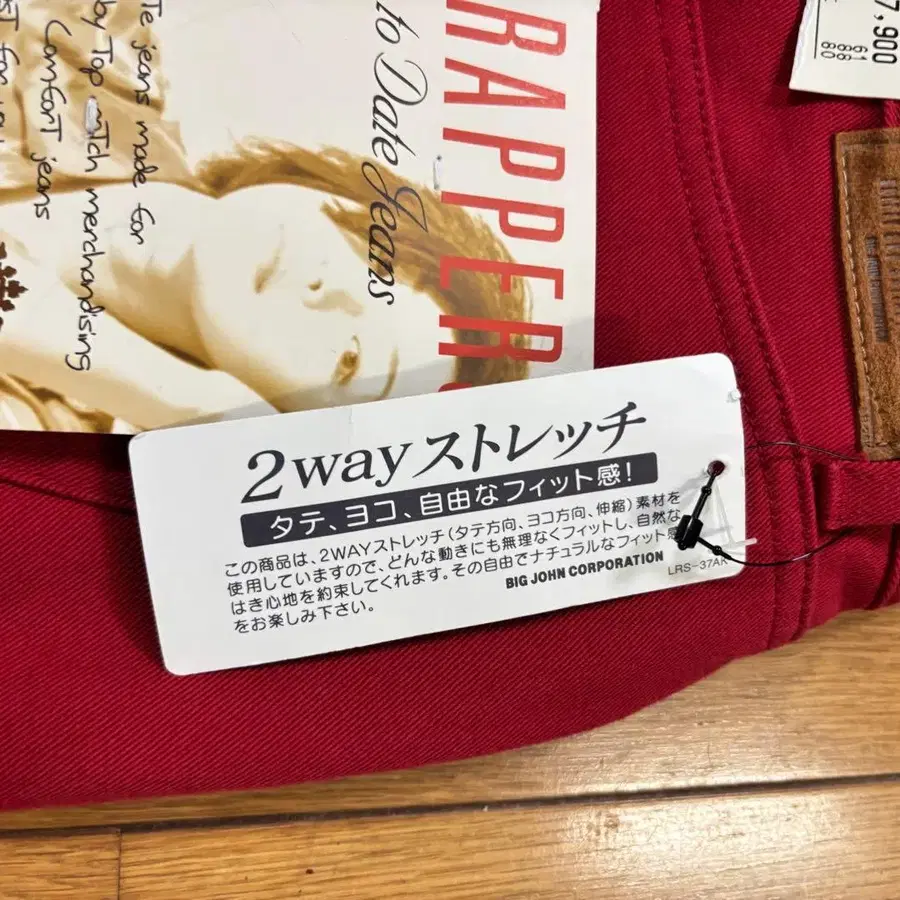 RAPPER
to Date Jeans
Te jeans made for
by Top mTch merchandising
ST for you
Comfort jeans
7,900
61
88
80
2wayストレッチ
タテ、ヨコ、自由なフィット感!
この商品は、2WAYストレッチ(タテ方向、ヨコ方向、伸縮)素材を
使用していますので、どんな動きにも無理なくフィットし、自然な
はき心地を約束してくれます。その自由でナチュラルなフィット感
をお楽しみ下さい。
BIG JOHN CORPORATION
LRS-37AK